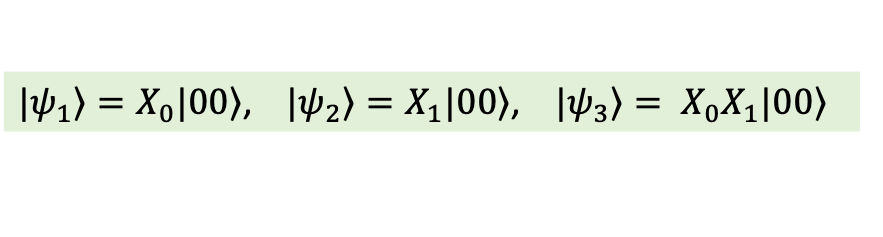 |ψ₁⟩ = X₀|00⟩, |ψ₂⟩ = X₁|00⟩, |ψ₃⟩ = X₀X₁|00⟩